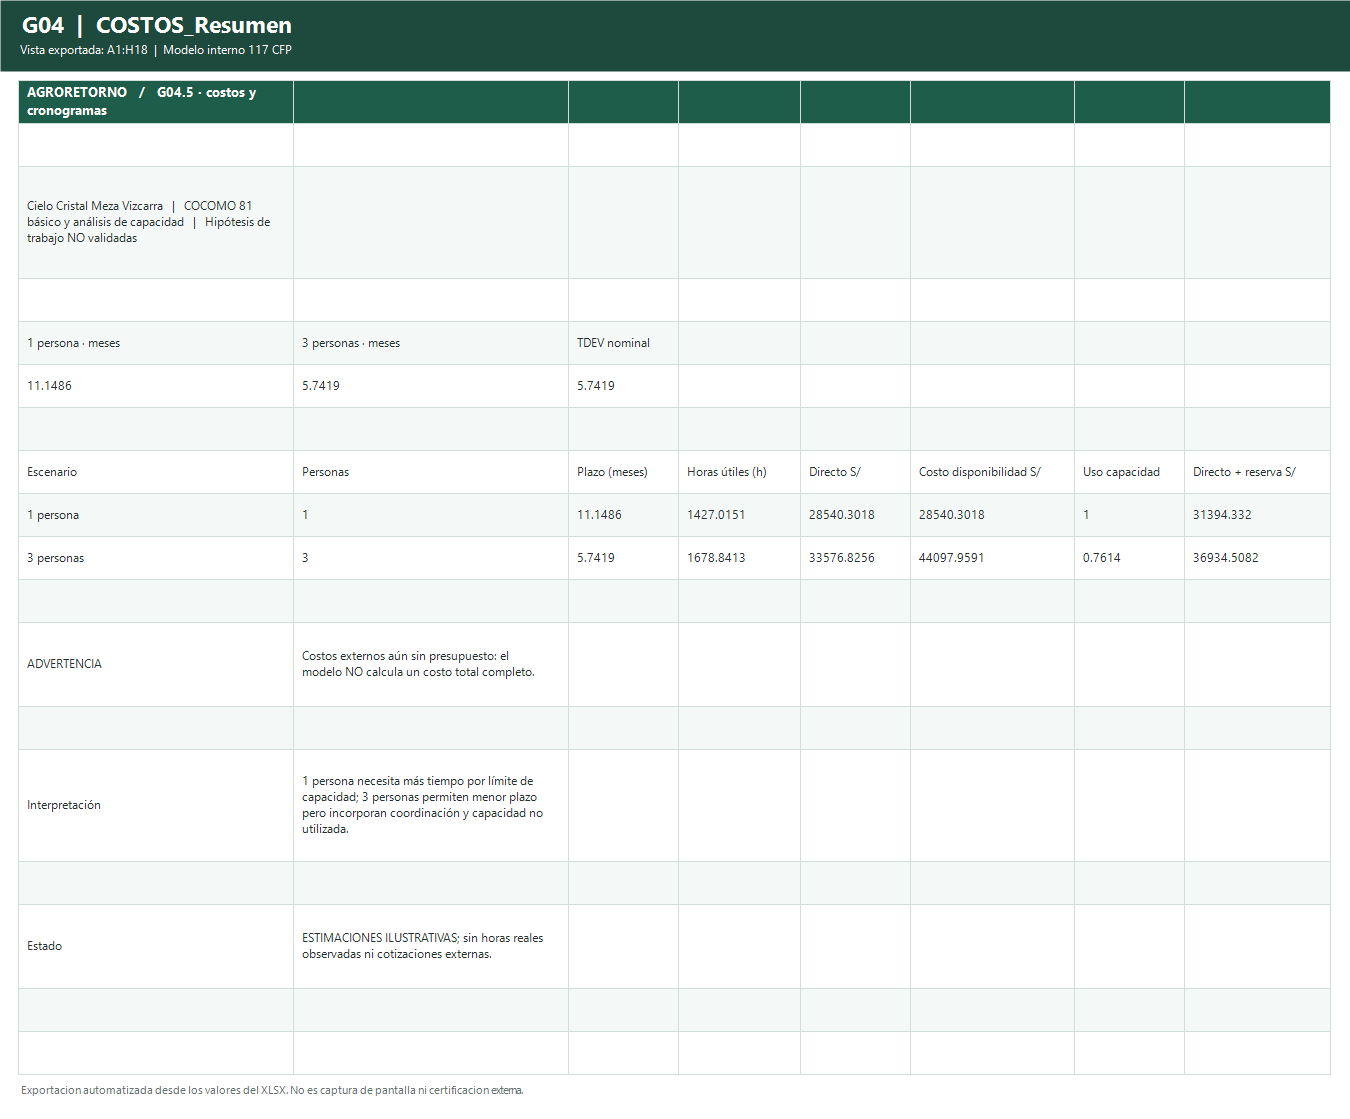 G04 | COSTOS_Resumen
Vista exportada: A1:H18 | Modelo interno 117 CFP
AGRORETORNO / G04.5 · costos y
cronogramas
Cielo Cristal Meza Vizcarra | COCOMO 81
básico y análisis de capacidad | Hipótesis de
trabajo NO validadas
1 persona · meses 3 personas · meses TDEV nominal
11.1486 5.7419 5.7419
Escenario Personas Plazo (meses) Horas útiles (h) Directo S/ Costo disponibilidad S/ Uso capacidad Directo + reserva S/
1 persona 1 11.1486 1427.0151 28540.3018 28540.3018 1 31394.332
3 personas 3 5.7419 1678.8413 33576.8256 44097.9591 0.7614 36934.5082
ADVERTENCIA
Costos externos aún sin presupuesto: el
modelo NO calcula un costo total completo.
Interpretación
1 persona necesita más tiempo por límite de
capacidad; 3 personas permiten menor plazo
pero incorporan coordinación y capacidad no
utilizada.
Estado
ESTIMACIONES ILUSTRATIVAS; sin horas reales
observadas ni cotizaciones externas.
Exportacion automatizada desde los valores del XLSX. No es captura de pantalla ni certificacion externa.